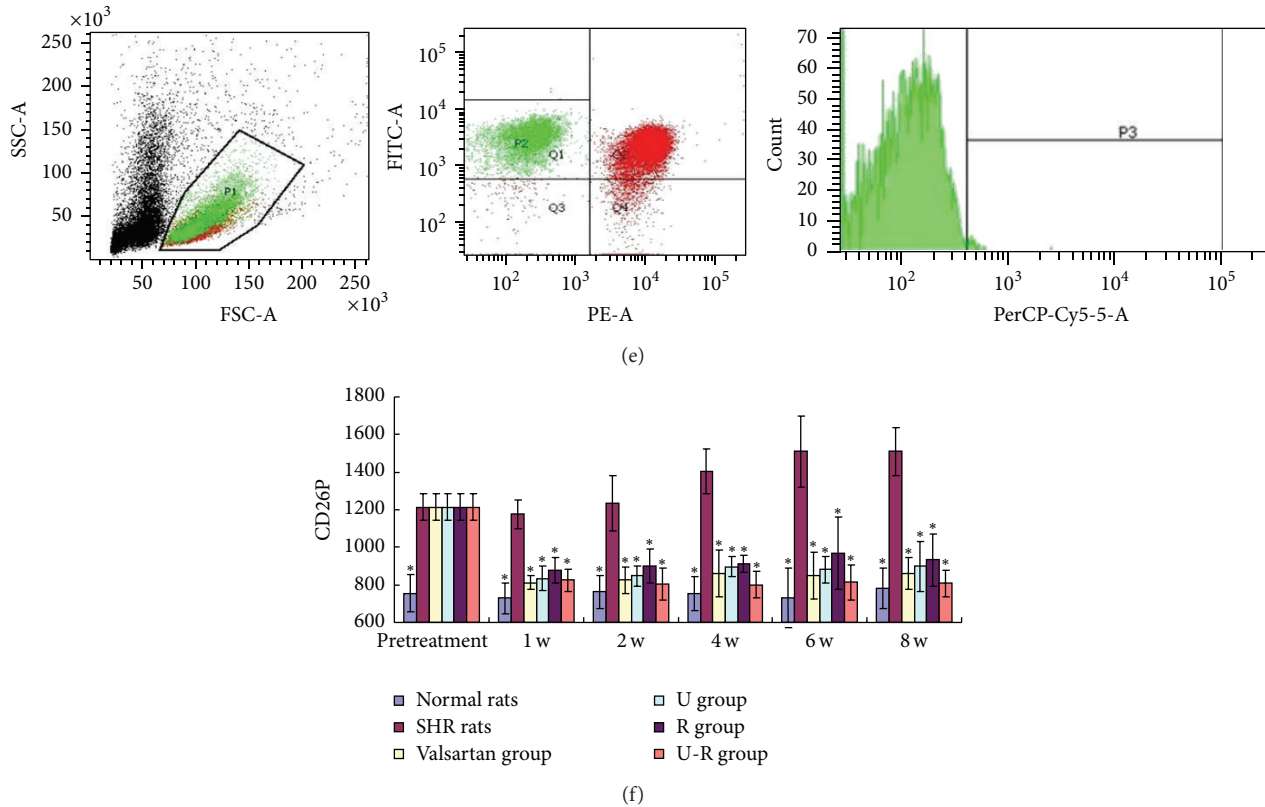 ×10³
250
200
150
100
50
SSC-A
P1
50 100 150 200 250
×10³
FSC-A
10⁵
10⁴
10³
10²
FITC-A
P2 Q1
Q3 Q4
10² 10³ 10⁴ 10⁵
PE-A
70
60
50
40
30
20
10
0
Count
P3
10² 10³ 10⁴ 10⁵
PerCP-Cy5-5-A
(e)
1800
1600
1400
1200
1000
800
600
CD26P
* * * * *
* * * * *
* * * * *
* * * * *
* * * * *
*
Pretreatment 1 w 2 w 4 w 6 w 8 w
Normal rats U group
SHR rats R group
Valsartan group U-R group
(f)